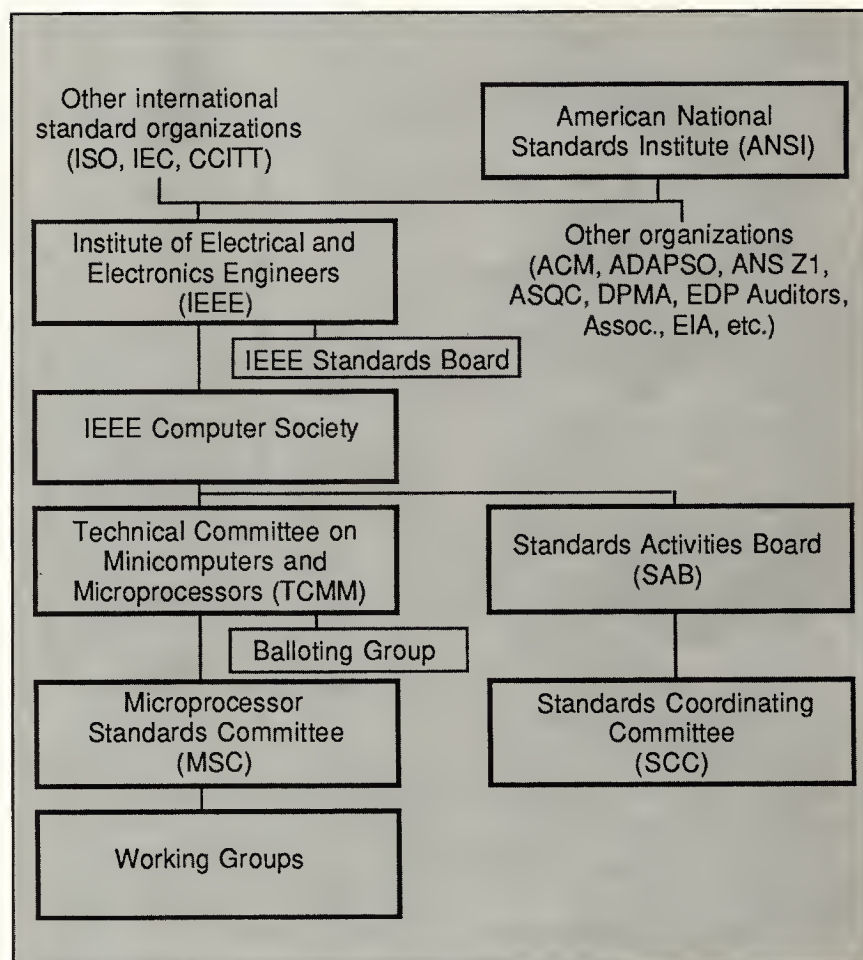 Other international
standard organizations
(ISO, IEC, CCITT)
American National
Standards Institute (ANSI)
Institute of Electrical and
Electronics Engineers
(IEEE)
Other organizations
(ACM, ADAPSO, ANS Z1,
ASQC, DPMA, EDP Auditors,
Assoc., EIA, etc.)
IEEE Standards Board
IEEE Computer Society
Technical Committee on
Minicomputers and
Microprocessors (TCMM)
Standards Activities Board
(SAB)
Balloting Group
Microprocessor
Standards Committee
(MSC)
Standards Coordinating
Committee
(SCC)
Working Groups